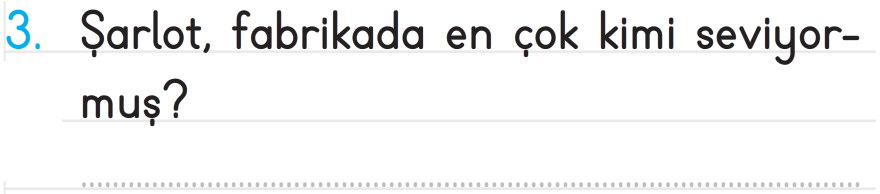 3. Şarlot, fabrikada en çok kimi seviyor-
muş?